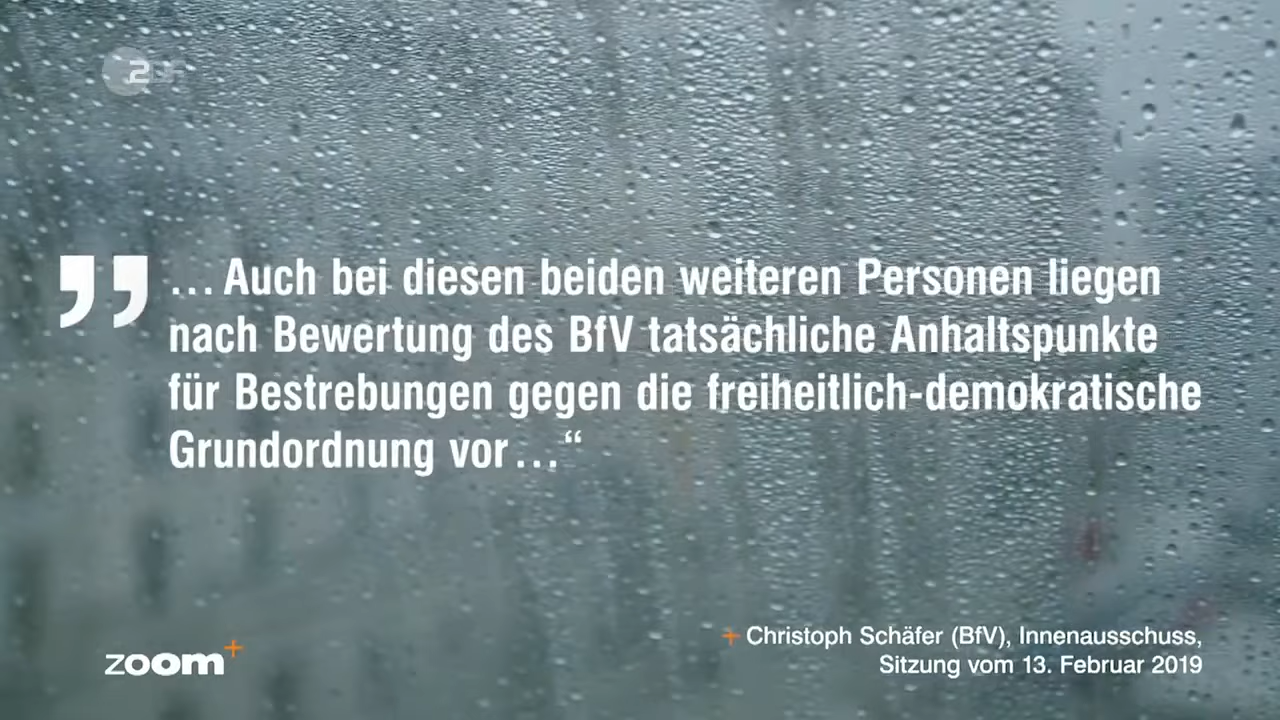 ZDF
„ … Auch bei diesen beiden weiteren Personen liegen
nach Bewertung des BfV tatsächliche Anhaltspunkte
für Bestrebungen gegen die freiheitlich-demokratische
Grundordnung vor …“
+ Christoph Schäfer (BfV), Innenausschuss,
Sitzung vom 13. Februar 2019
zoom+